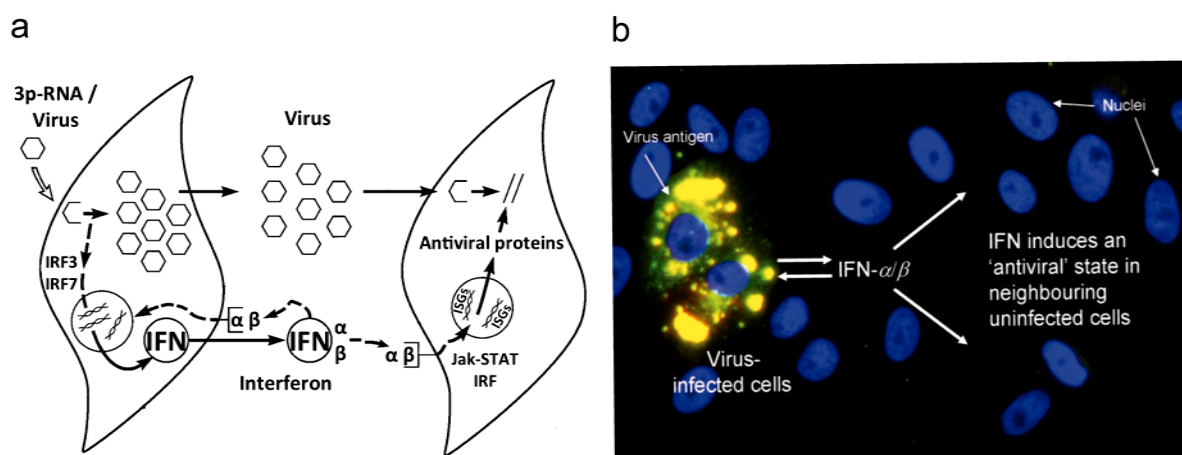 a
3p-RNA /
Virus
Virus
IRF3
IRF7
Antiviral proteins
ISGs
ISGs
α β
IFN
IFN
α
β
α β
Jak-STAT
IRF
Interferon
b
Nuclei
Virus antigen
IFN-α/β
IFN induces an
'antiviral' state in
neighbouring
uninfected cells
Virus-
infected cells